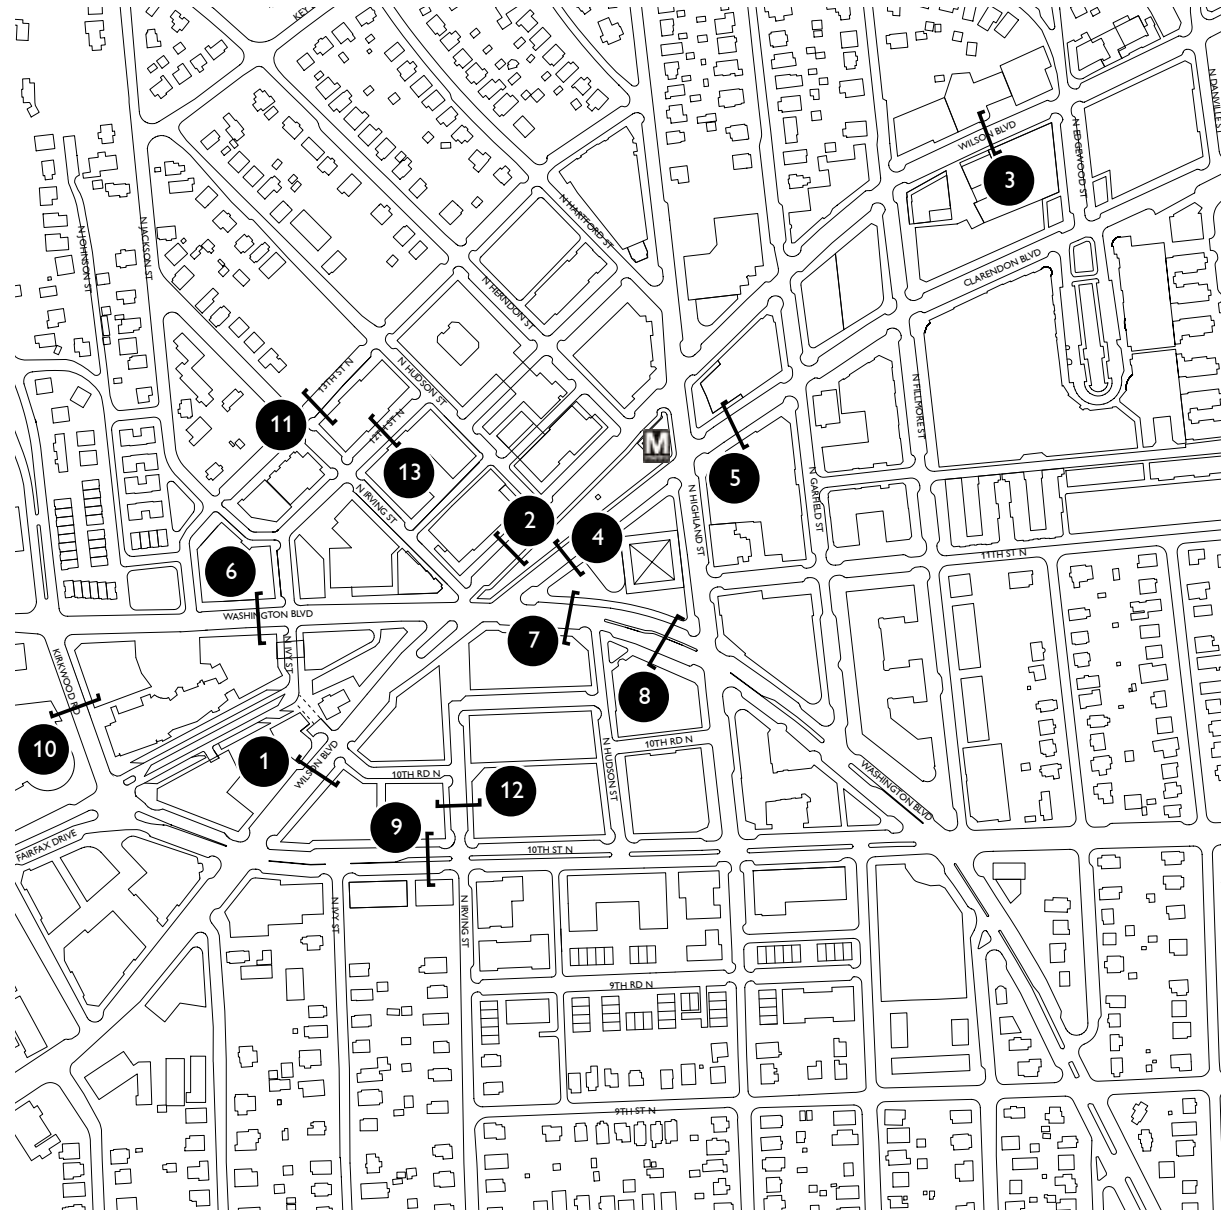 KEY
N DANVILLE ST
WILSON BLVD
N EDGEWOOD ST
3
N HARTFORD ST
N JACKSON ST
N JOHNSON ST
CLARENDON BLVD
N HERNDON ST
13TH ST N
N HUDSON ST
N FILLMORE ST
11
12TH ST N
M
13
5
N IRVING ST
N HIGHLAND ST
N GARFIELD ST
2
4
11TH ST N
6
WASHINGTON BLVD
7
N IVY ST
KIRKWOOD RD
8
10
10TH RD N
N HUDSON ST
1
WILSON BLVD
10TH RD N
12
WASHINGTON BLVD
9
FAIRFAX DRIVE
10TH ST N
N IVY ST
N IRVING ST
9TH RD N
9TH ST N